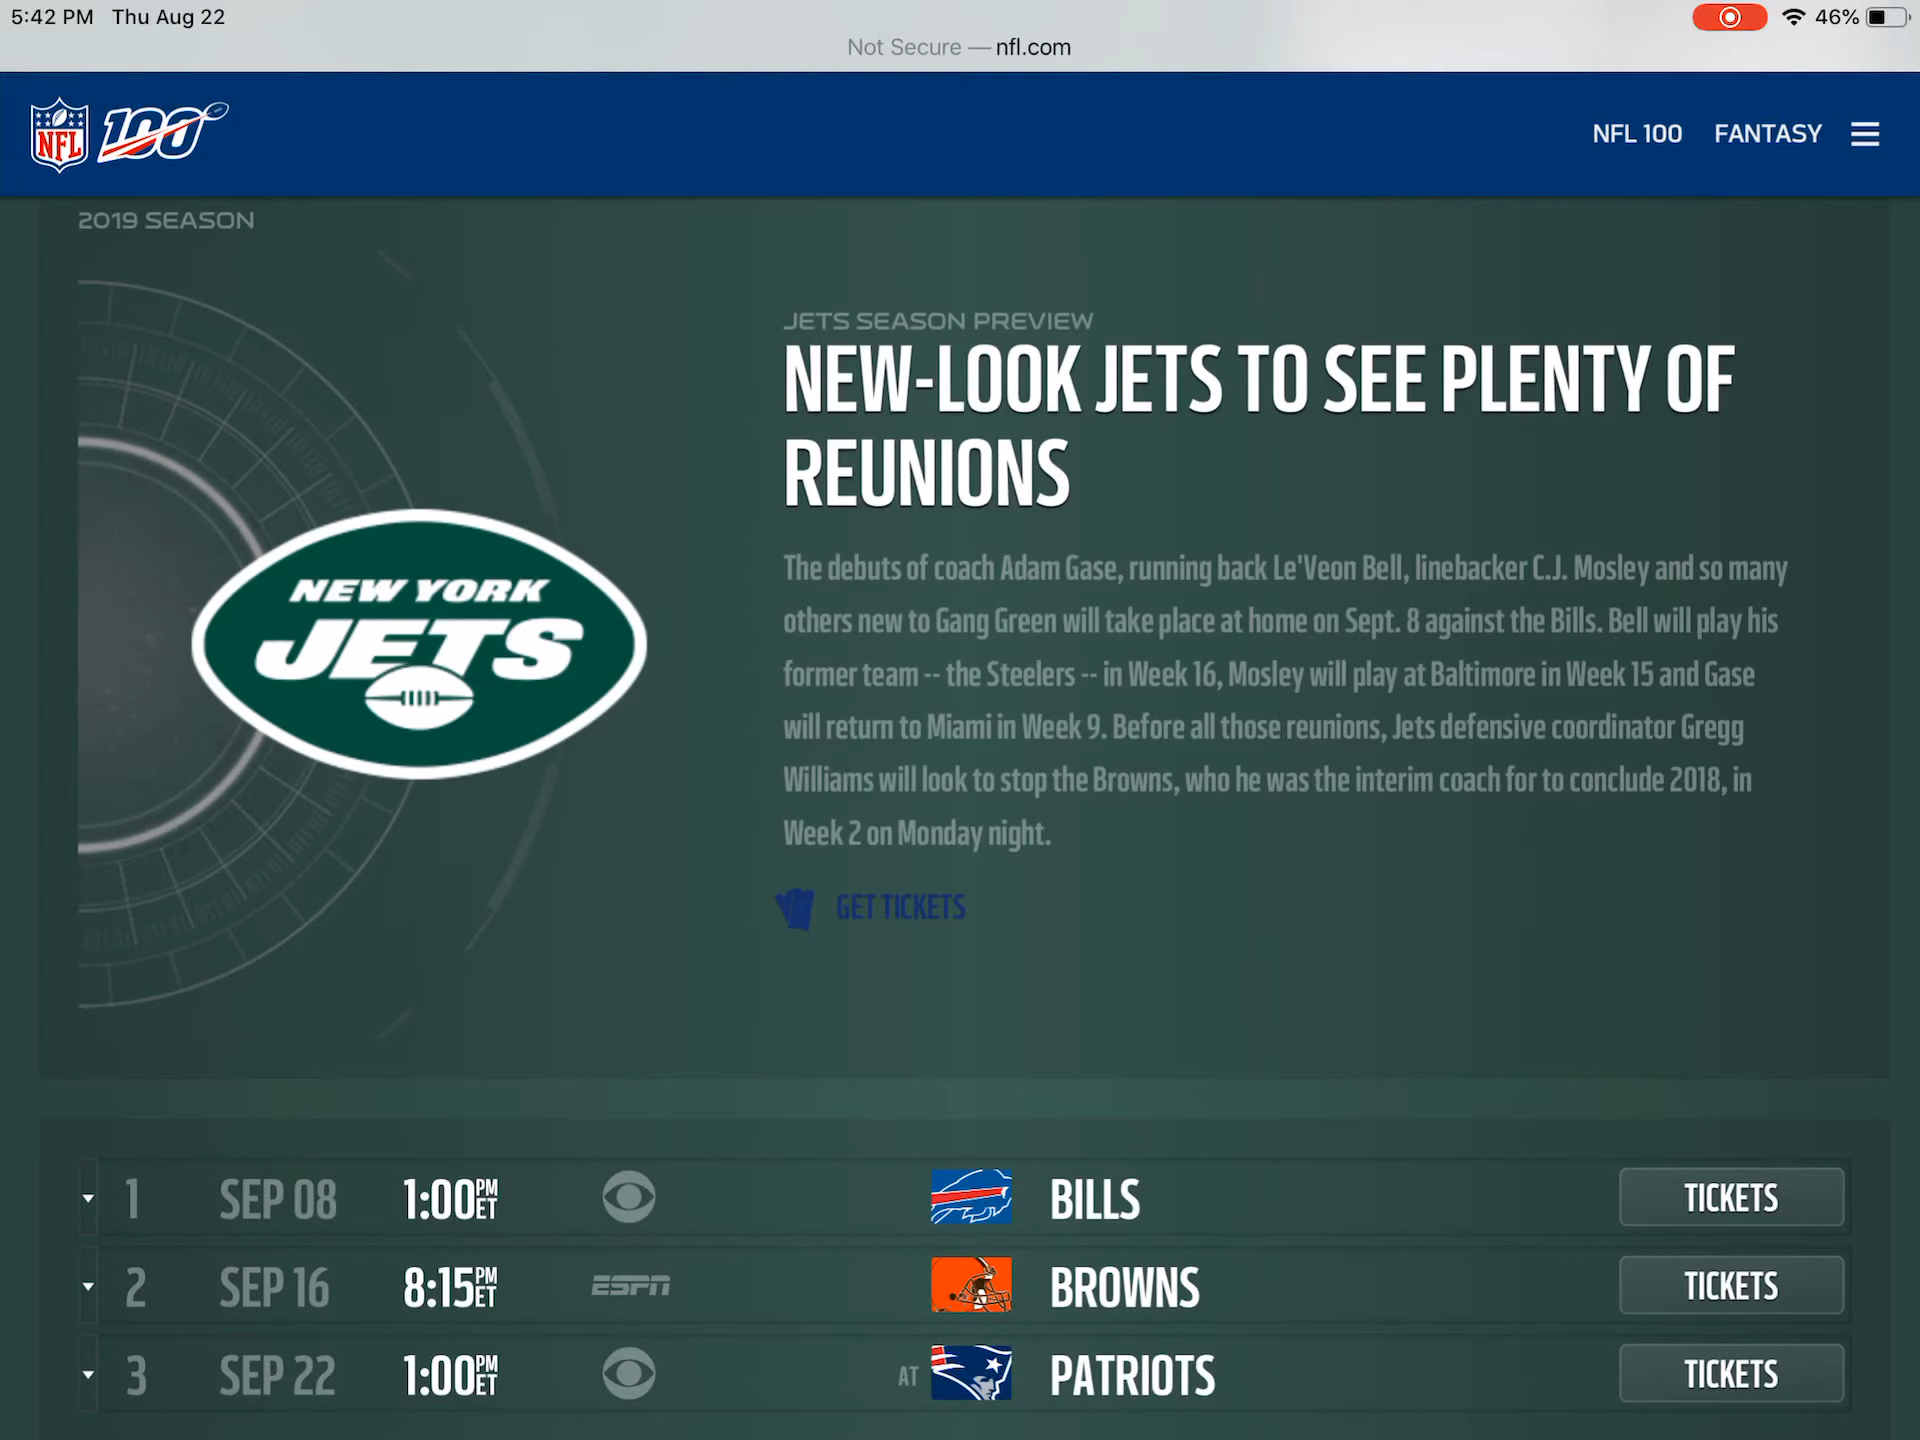 5:42 PM Thu Aug 22
46%
Not Secure — nfl.com
NFL 100
NFL 100 FANTASY
2019 SEASON
JETS SEASON PREVIEW
NEW-LOOK JETS TO SEE PLENTY OF
REUNIONS
The debuts of coach Adam Gase, running back Le'Veon Bell, linebacker C.J. Mosley and so many
others new to Gang Green will take place at home on Sept. 8 against the Bills. Bell will play his
former team -- the Steelers -- in Week 16, Mosley will play at Baltimore in Week 15 and Gase
will return to Miami in Week 9. Before all those reunions, Jets defensive coordinator Gregg
Williams will look to stop the Browns, who he was the interim coach for to conclude 2018, in
Week 2 on Monday night.
GET TICKETS
NEW YORK
JETS
1 SEP 08 1:00 PM ET BILLS TICKETS
2 SEP 16 8:15 PM ET ESPN BROWNS TICKETS
3 SEP 22 1:00 PM ET AT PATRIOTS TICKETS